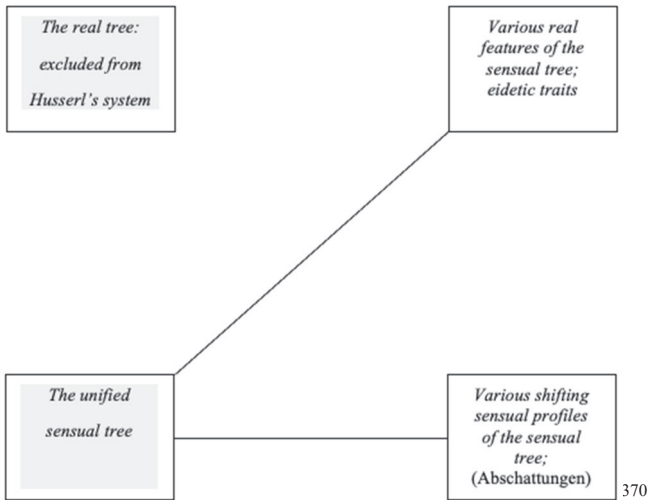 The real tree:
excluded from
Husserl's system
Various real
features of the
sensual tree;
eidetic traits
The unified
sensual tree
Various shifting
sensual profiles
of the sensual
tree;
(Abschattungen)
370